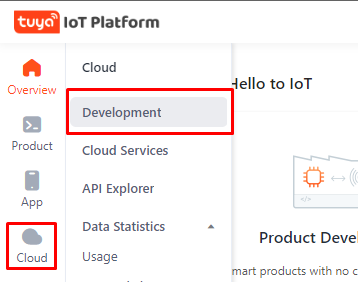 tuya IoT Platform
Overview
Product
App
Cloud
Cloud
Development
Cloud Services
API Explorer
Data Statistics
Usage
Hello to IoT
Product Devel
smart products with no c